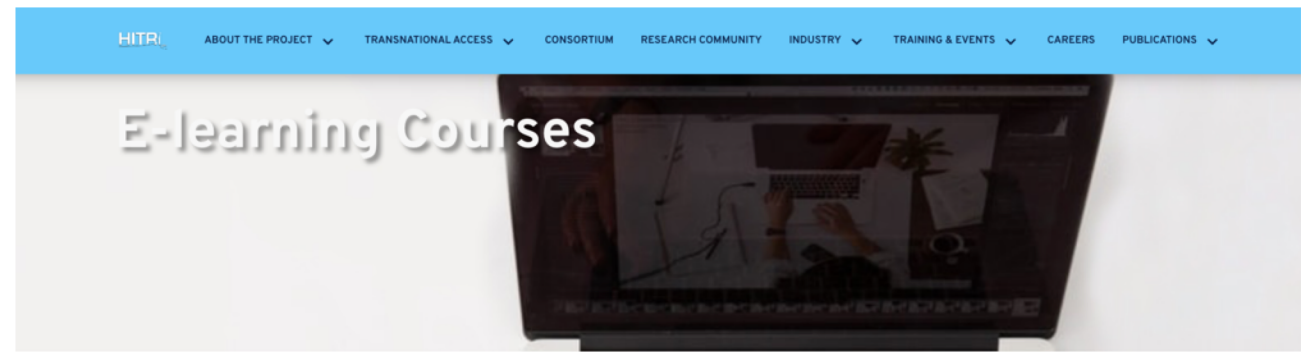 HITRI
ABOUT THE PROJECT TRANSNATIONAL ACCESS CONSORTIUM RESEARCH COMMUNITY INDUSTRY TRAINING & EVENTS CAREERS PUBLICATIONS
E-learning Courses